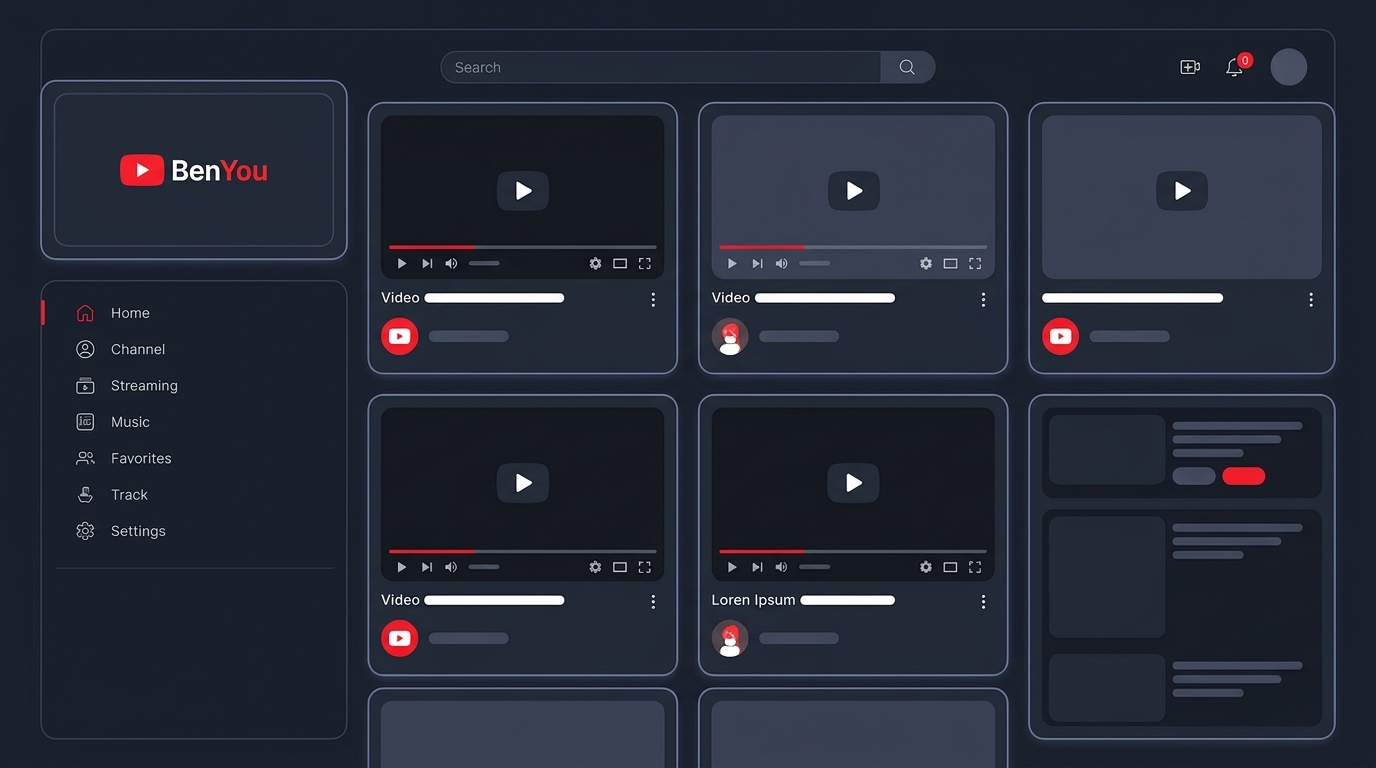 Search
0
BenYou
Home
Channel
Streaming
Music
Favorites
Track
Settings
Video
Video
Video
Loren Ipsum